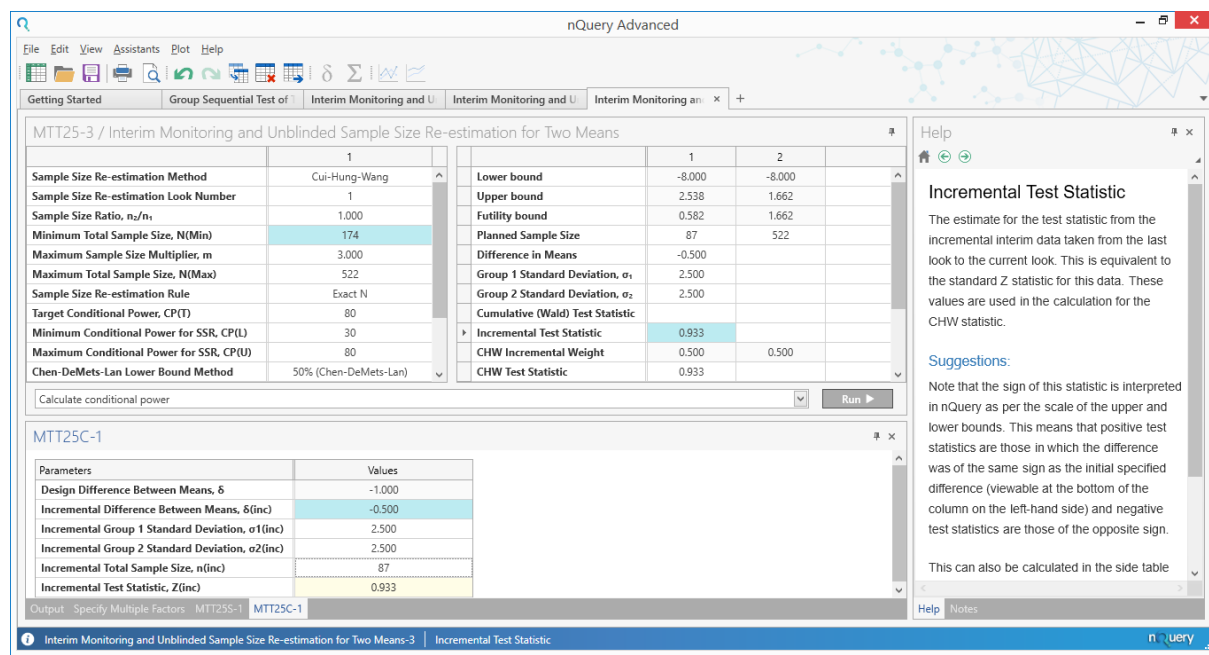 nQuery Advanced
File Edit View Assistants Plot Help
δ Σ
Getting Started Group Sequential Test of Interim Monitoring and U Interim Monitoring and U Interim Monitoring an × +
MTT25-3 / Interim Monitoring and Unblinded Sample Size Re-estimation for Two Means
1
Sample Size Re-estimation Method Cui-Hung-Wang
Sample Size Re-estimation Look Number 1
Sample Size Ratio, n₂/n₁ 1.000
Minimum Total Sample Size, N(Min) 174
Maximum Sample Size Multiplier, m 3.000
Maximum Total Sample Size, N(Max) 522
Sample Size Re-estimation Rule Exact N
Target Conditional Power, CP(T) 80
Minimum Conditional Power for SSR, CP(L) 30
Maximum Conditional Power for SSR, CP(U) 80
Chen-DeMets-Lan Lower Bound Method 50% (Chen-DeMets-Lan)
1 2
Lower bound -8.000 -8.000
Upper bound 2.538 1.662
Futility bound 0.582 1.662
Planned Sample Size 87 522
Difference in Means -0.500
Group 1 Standard Deviation, σ₁ 2.500
Group 2 Standard Deviation, σ₂ 2.500
Cumulative (Wald) Test Statistic
Incremental Test Statistic 0.933
CHW Incremental Weight 0.500 0.500
CHW Test Statistic 0.933
Calculate conditional power Run
MTT25C-1
Parameters Values
Design Difference Between Means, δ -1.000
Incremental Difference Between Means, δ(inc) -0.500
Incremental Group 1 Standard Deviation, σ1(inc) 2.500
Incremental Group 2 Standard Deviation, σ2(inc) 2.500
Incremental Total Sample Size, n(inc) 87
Incremental Test Statistic, Z(inc) 0.933
Output Specify Multiple Factors MTT25S-1 MTT25C-1
Help
Incremental Test Statistic
The estimate for the test statistic from the
incremental interim data taken from the last
look to the current look. This is equivalent to
the standard Z statistic for this data. These
values are used in the calculation for the
CHW statistic.
Suggestions:
Note that the sign of this statistic is interpreted
in nQuery as per the scale of the upper and
lower bounds. This means that positive test
statistics are those in which the difference
was of the same sign as the initial specified
difference (viewable at the bottom of the
column on the left-hand side) and negative
test statistics are those of the opposite sign.
This can also be calculated in the side table
Help Notes
Interim Monitoring and Unblinded Sample Size Re-estimation for Two Means-3 Incremental Test Statistic
nQuery